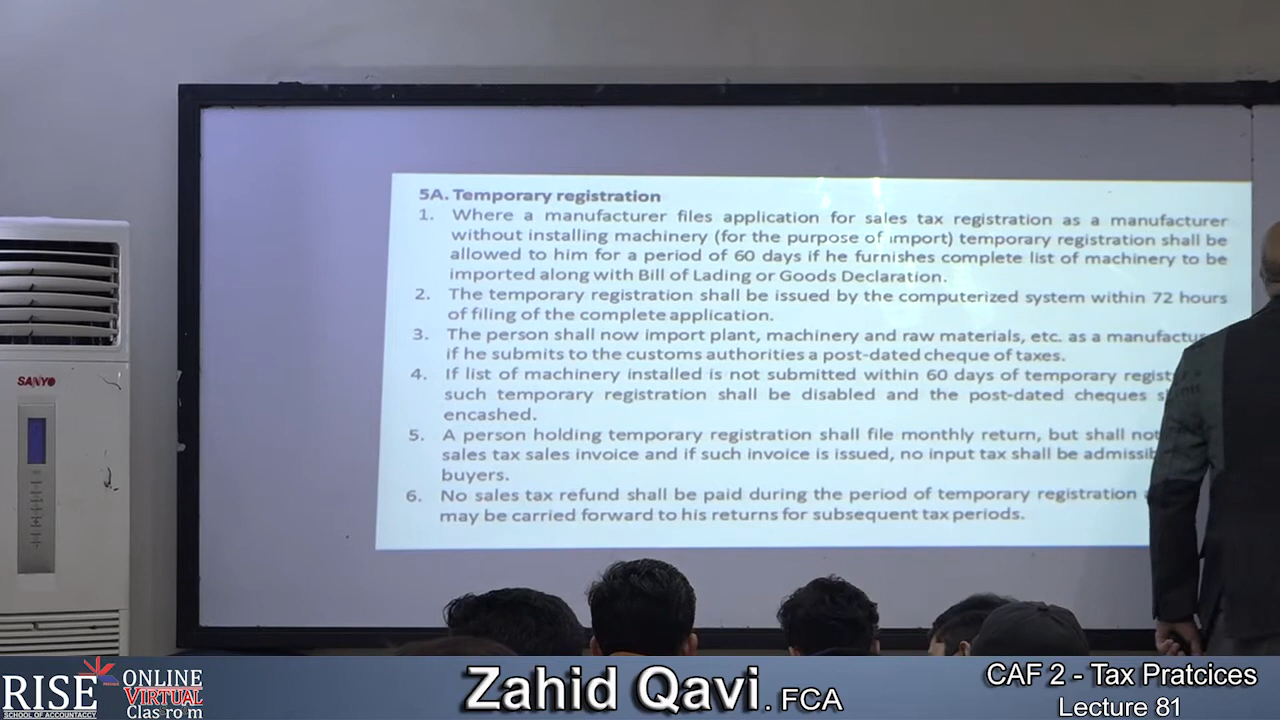 5A. Temporary registration
1. Where a manufacturer files application for sales tax registration as a manufacturer
without installing machinery (for the purpose of import) temporary registration shall be
allowed to him for a period of 60 days if he furnishes complete list of machinery to be
imported along with Bill of Lading or Goods Declaration.
2. The temporary registration shall be issued by the computerized system within 72 hours
of filing of the complete application.
3. The person shall now import plant, machinery and raw materials, etc. as a manufactu
if he submits to the customs authorities a post-dated cheque of taxes.
4. If list of machinery installed is not submitted within 60 days of temporary regist
such temporary registration shall be disabled and the post-dated cheques s
encashed.
5. A person holding temporary registration shall file monthly return, but shall not
sales tax sales invoice and if such invoice is issued, no input tax shall be admissib
buyers.
6. No sales tax refund shall be paid during the period of temporary registration
may be carried forward to his returns for subsequent tax periods.
SANYO
RISE
SCHOOL OF ACCOUNTACY
ONLINE
VIRTUAL
Clasrom
Zahid Qavi. FCA
CAF 2 - Tax Pratcices
Lecture 81